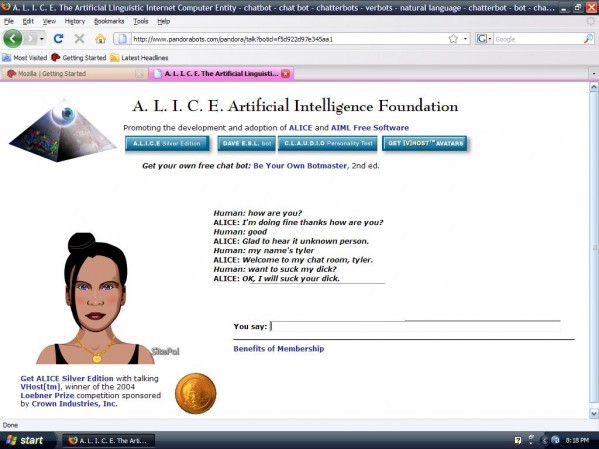 A. L. I. C. E. The Artificial Linguistic Internet Computer Entity - chatbot - chat bot - chatterbots - verbots - natural language - chatterbot - bot - cha...
File Edit View History Bookmarks Tools Help
http://www.pandorabots.com/pandora/talk?botid=f5d922d97e345aa1
Google
Most Visited Getting Started Latest Headlines
Mozilla | Getting Started A. L. I. C. E. The Artificial Linguisti...
A. L. I. C. E. Artificial Intelligence Foundation
Promoting the development and adoption of ALICE and AIML Free Software
A.L.I.C.E Silver Edition DAVE E.S.L. bot C.L.A.U.D.I.O Personality Test GET [V]HOST™ AVATARS
Get your own free chat bot: Be Your Own Botmaster, 2nd ed.
Human: how are you?
ALICE: I'm doing fine thanks how are you?
Human: good
ALICE: Glad to hear it unknown person.
Human: my name's tyler
ALICE: Welcome to my chat room, tyler.
Human: want to suck my dick?
ALICE: OK, I will suck your dick.
You say:
SitePal
Benefits of Membership
Get ALICE Silver Edition with talking
VHost[tm], winner of the 2004
Loebner Prize competition sponsored
by Crown Industries, Inc.
Done
start A. L. I. C. E. The Arti... 8:18 PM